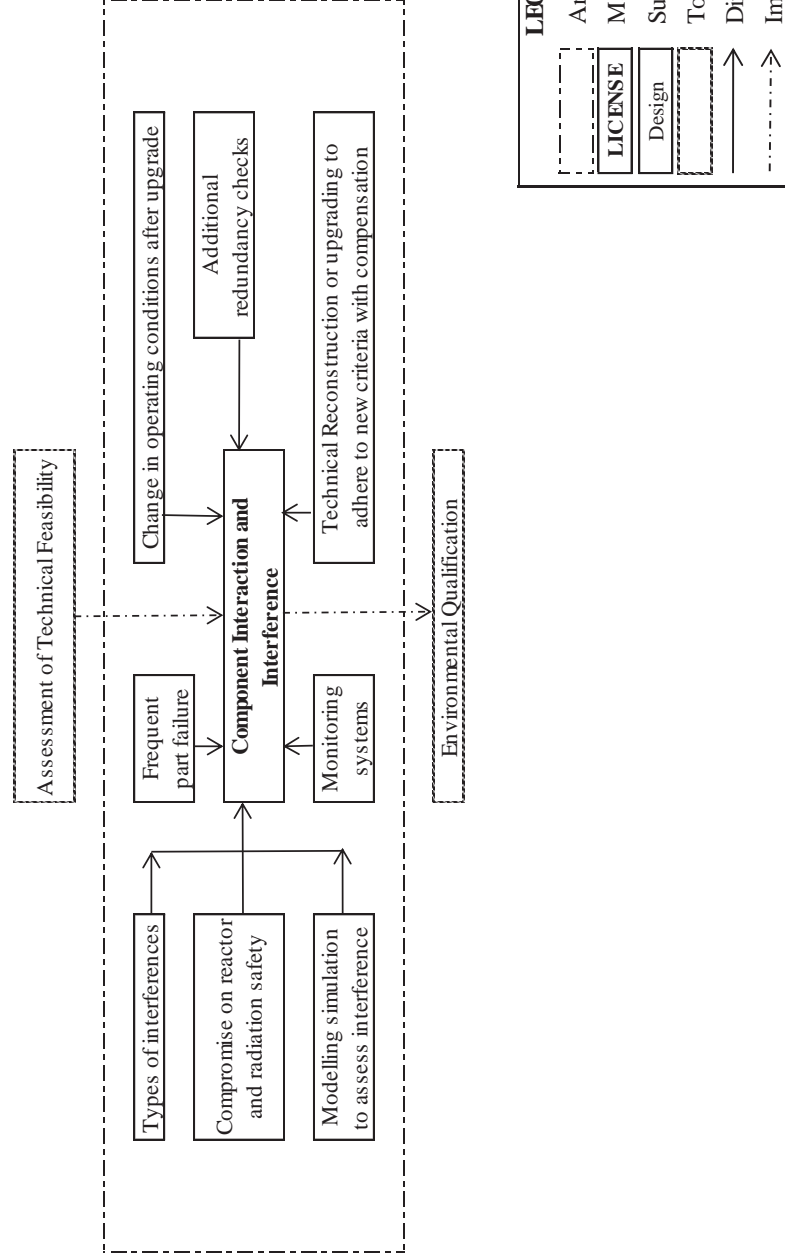 Assessment of Technical Feasibility
Types of interferences
Frequent
part failure
Change in operating conditions after upgrade
Compromise on reactor
and radiation safety
Component Interaction and
Interference
Additional
redundancy checks
Modelling simulation
to assess interference
Monitoring
systems
Technical Reconstruction or upgrading to
adhere to new criteria with compensation
Environmental Qualification
LICENSE
Design